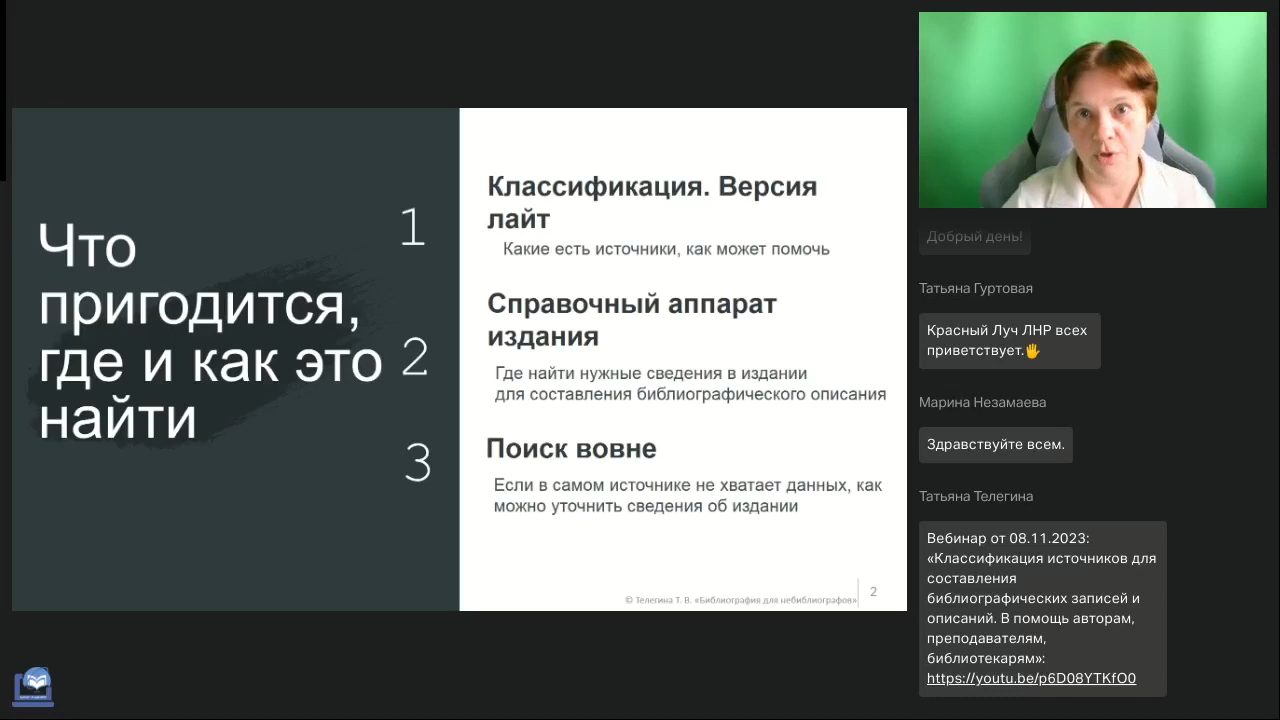 Что
пригодится,
где и как это
найти
1
Классификация. Версия
лайт
Какие есть источники, как может помочь
2
Справочный аппарат
издания
Где найти нужные сведения в издании
для составления библиографического описания
3
Поиск вовне
Если в самом источнике не хватает данных, как
можно уточнить сведения об издании
© Телегина Т. В. «Библиография для небиблиографов»
2
Добрый день!
Татьяна Гуртовая
Красный Луч ЛНР всех
приветствует.🖐
Марина Незамаева
Здравствуйте всем.
Татьяна Телегина
Вебинар от 08.11.2023:
«Классификация источников для
составления
библиографических записей и
описаний. В помощь авторам,
преподавателям,
библиотекарям»:
https://youtu.be/p6D08YTKfO0